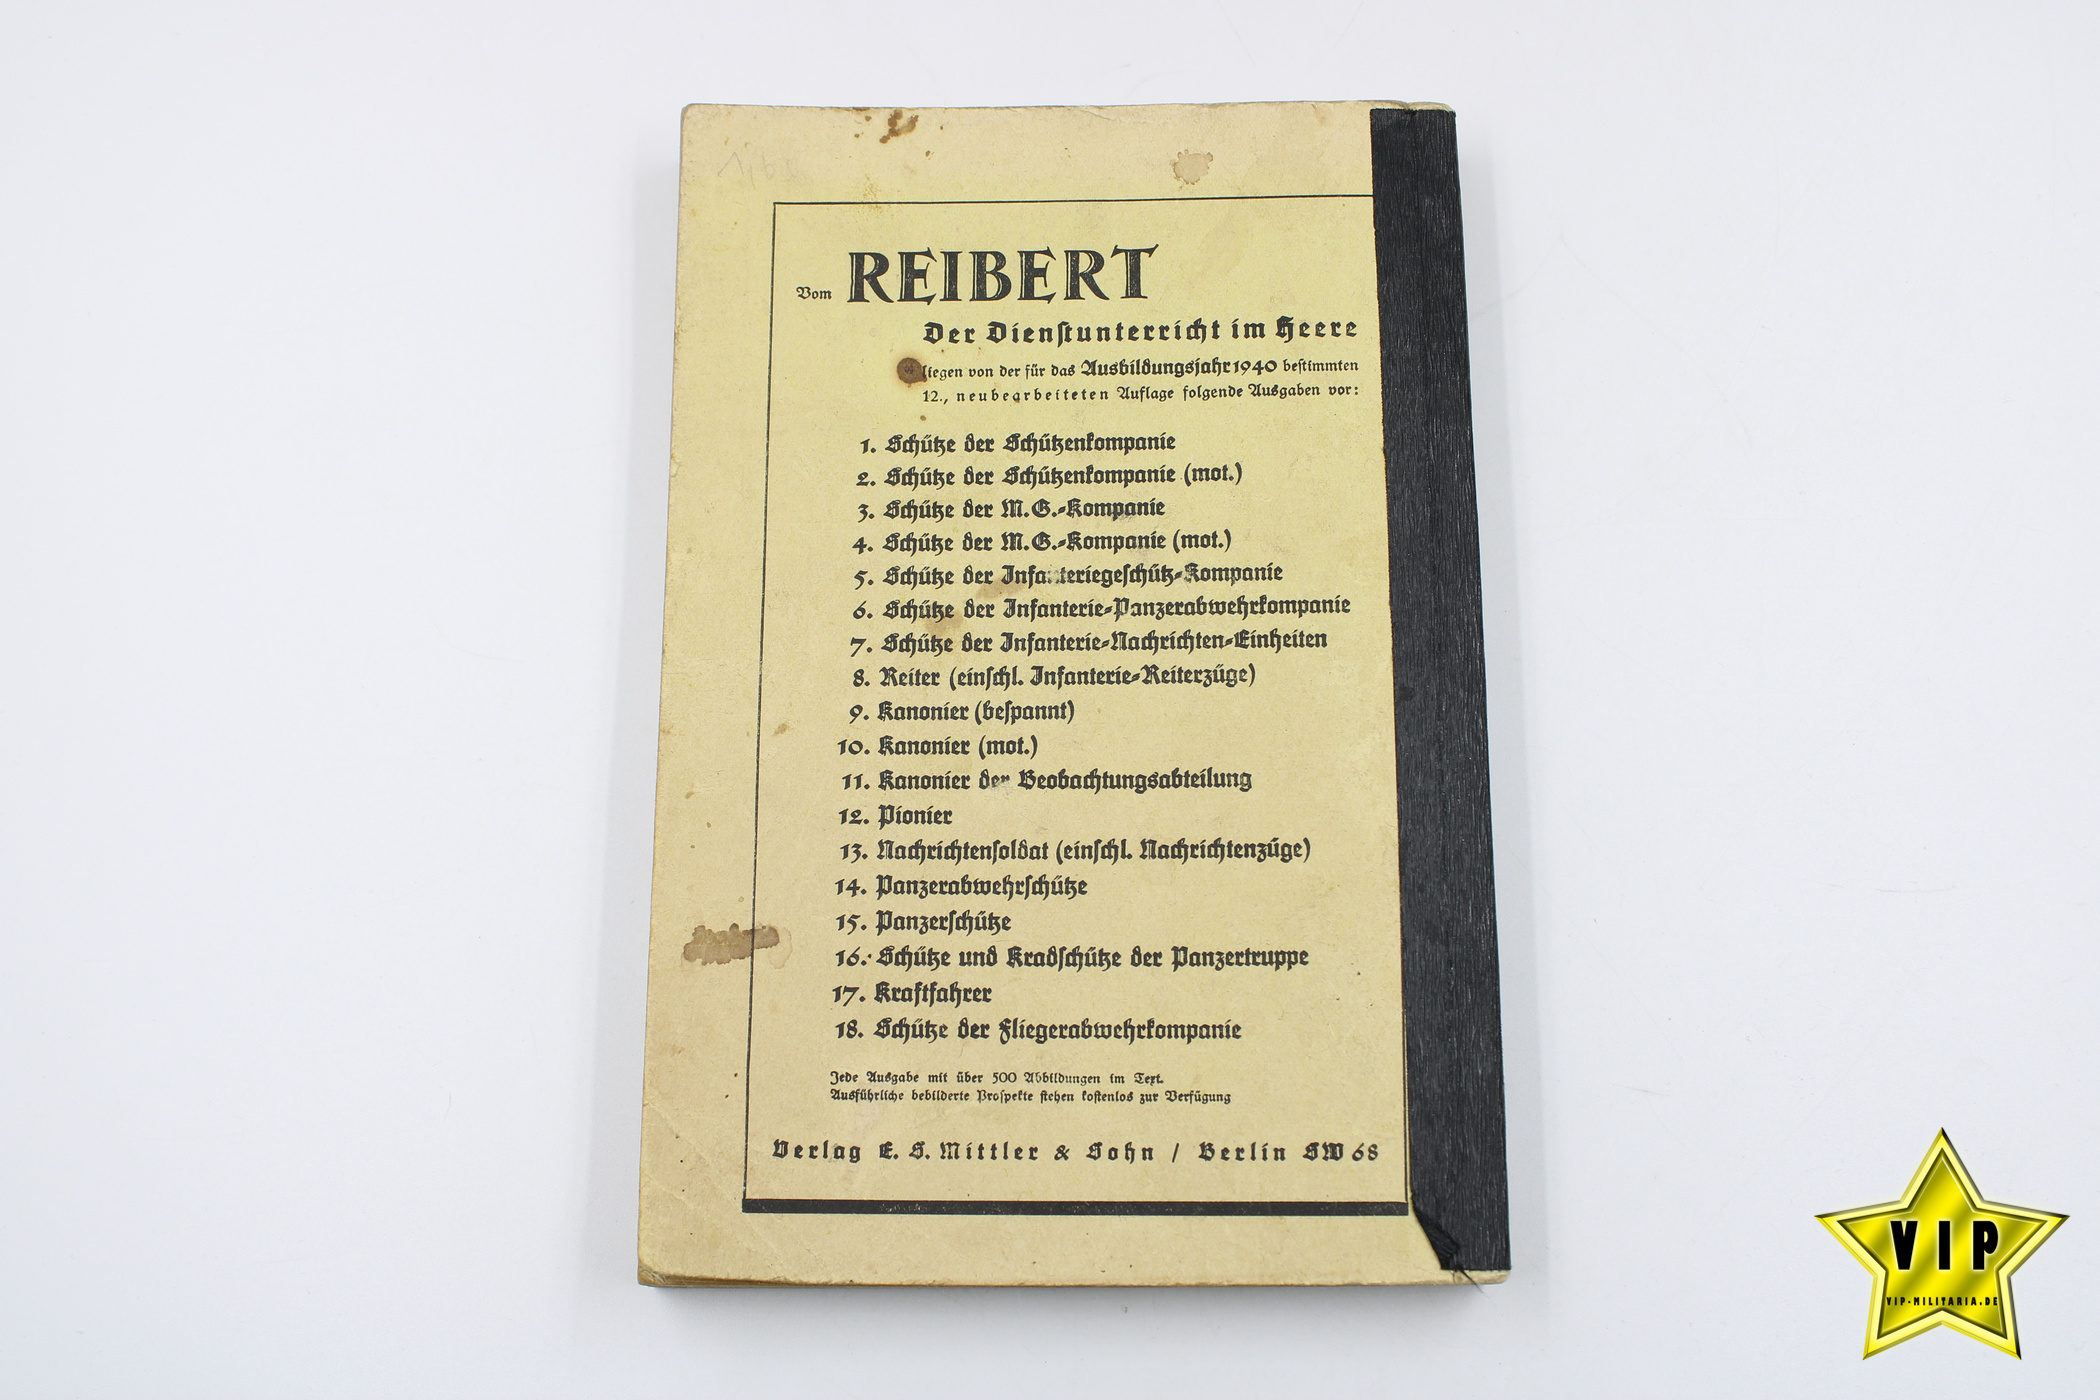 Vom REIBERT
Der Dienstunterricht im Heere
liegen von der für das Ausbildungsjahr 1940 bestimmten
12., neubearbeiteten Auflage folgende Ausgaben vor:
1. Schütze der Schützenkompanie
2. Schütze der Schützenkompanie (mot.)
3. Schütze der M.G.-Kompanie
4. Schütze der M.G.-Kompanie (mot.)
5. Schütze der Infanteriegeschütz-Kompanie
6. Schütze der Infanterie-Panzerabwehrkompanie
7. Schütze der Infanterie-Nachrichten-Einheiten
8. Reiter (einschl. Infanterie-Reiterzüge)
9. Kanonier (bespannt)
10. Kanonier (mot.)
11. Kanonier der Beobachtungsabteilung
12. Pionier
13. Nachrichtensoldat (einschl. Nachrichtenzüge)
14. Panzerabwehrschütze
15. Panzerschütze
16. Schütze und Kradschütze der Panzertruppe
17. Kraftfahrer
18. Schütze der Fliegerabwehrkompanie
Jede Ausgabe mit über 500 Abbildungen im Text.
Ausführliche bebilderte Prospekte stehen kostenlos zur Verfügung
Verlag E. S. Mittler & Sohn / Berlin SW 68
VIP
VIP-MILITARIA.DE